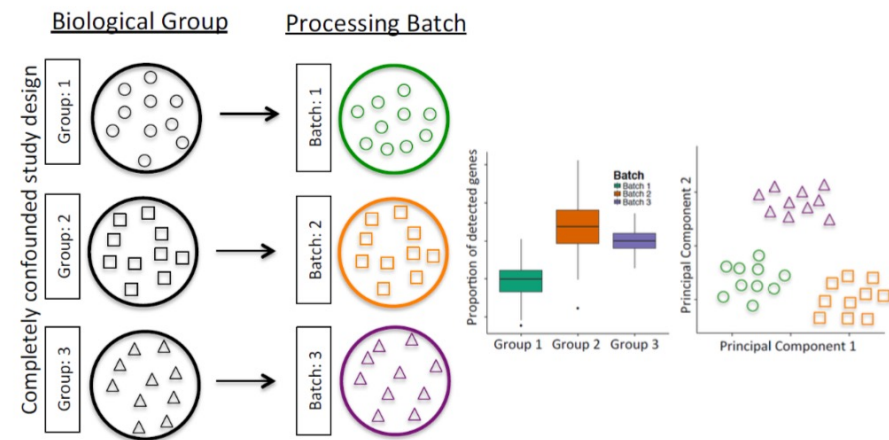 Biological Group
Processing Batch
Completely confounded study design
Group: 1
Batch: 1
Group: 2
Batch: 2
Group: 3
Batch: 3
Proportion of detected genes
Batch
Batch 1
Batch 2
Batch 3
Group 1 Group 2 Group 3
Principal Component 2
Principal Component 1